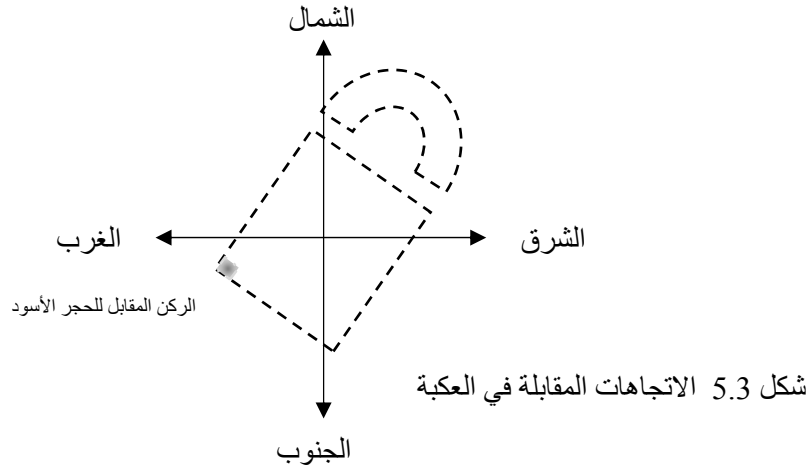 الشمال
الشرق
الغرب
الركن المقابل للحجر الأسود
شكل 5.3 الاتجاهات المقابلة في العكبة
الجنوب